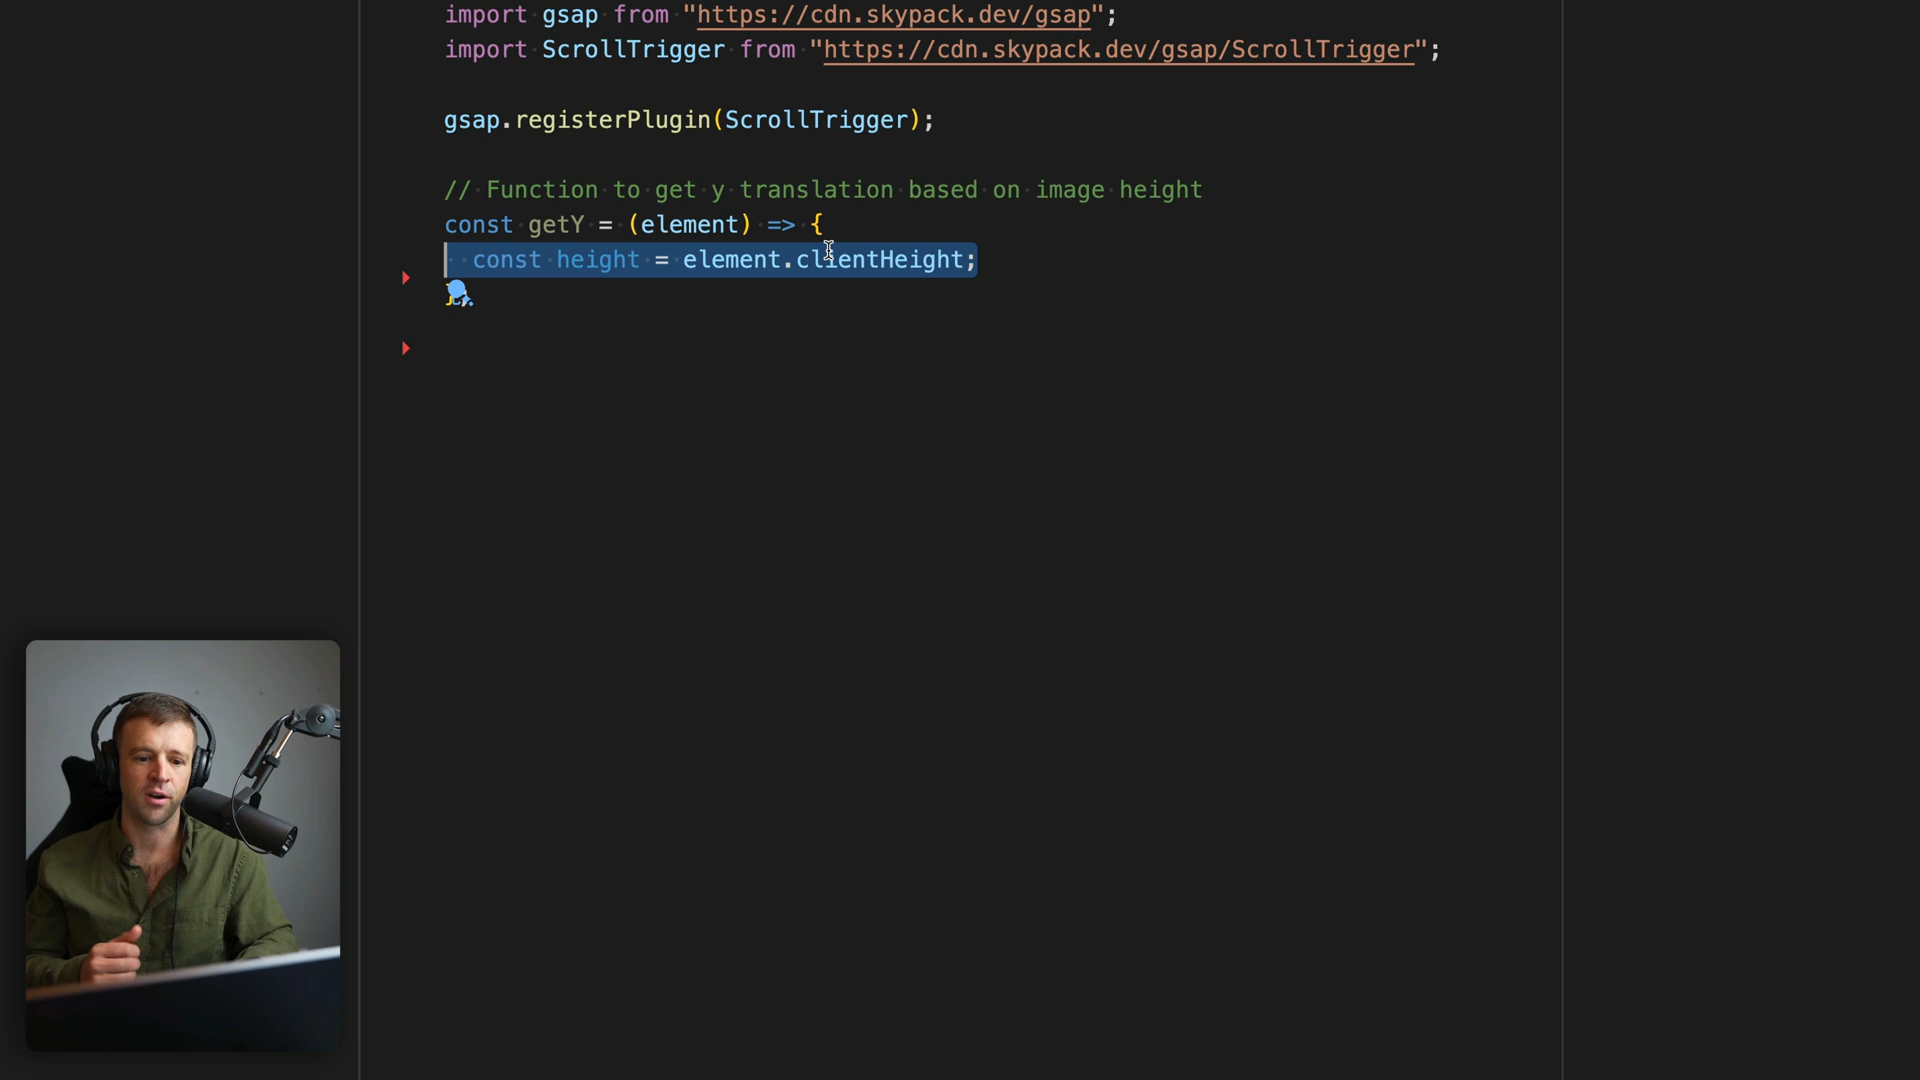 import gsap from "https://cdn.skypack.dev/gsap";
import ScrollTrigger from "https://cdn.skypack.dev/gsap/ScrollTrigger";
gsap.registerPlugin(ScrollTrigger);
// Function to get y translation based on image height
const getY = (element) => {
const height = element.clientHeight;